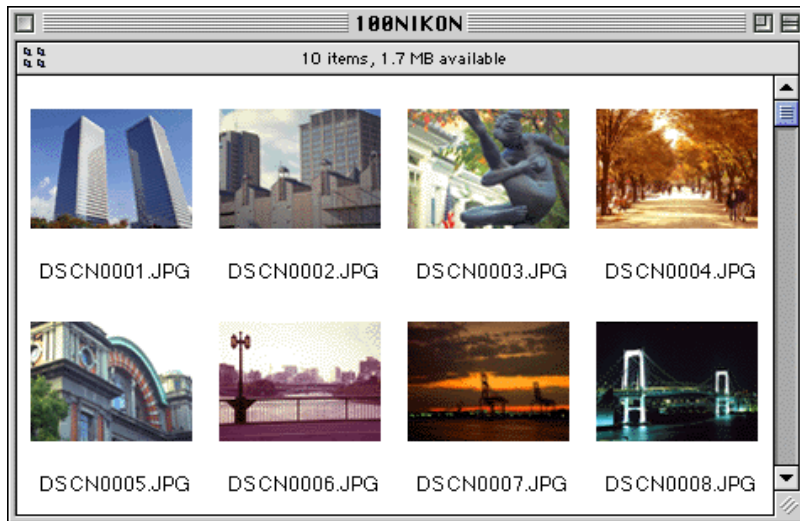 100NIKON
10 items, 1.7 MB available
DSCN0001.JPG DSCN0002.JPG DSCN0003.JPG DSCN0004.JPG
DSCN0005.JPG DSCN0006.JPG DSCN0007.JPG DSCN0008.JPG